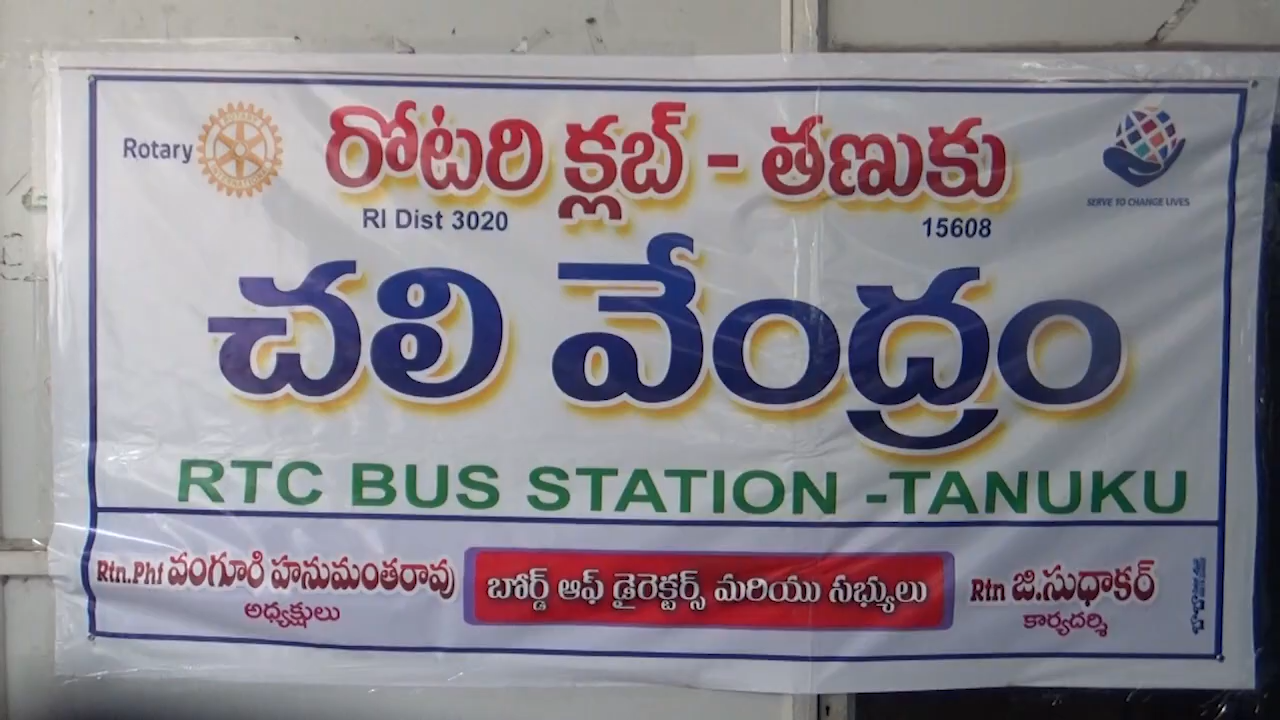 Rotary
రోటరి క్లబ్ - తణుకు
SERVE TO CHANGE LIVES
RI Dist 3020
15608
చలి వేంద్రం
RTC BUS STATION -TANUKU
Rtn.Phf వంగూరి హనుమంతరావు
అధ్యక్షులు
బోర్డ్ ఆఫ్ డైరెక్టర్స్ మరియు సభ్యులు
Rtn జి.సుధాకర్
కార్యదర్శి